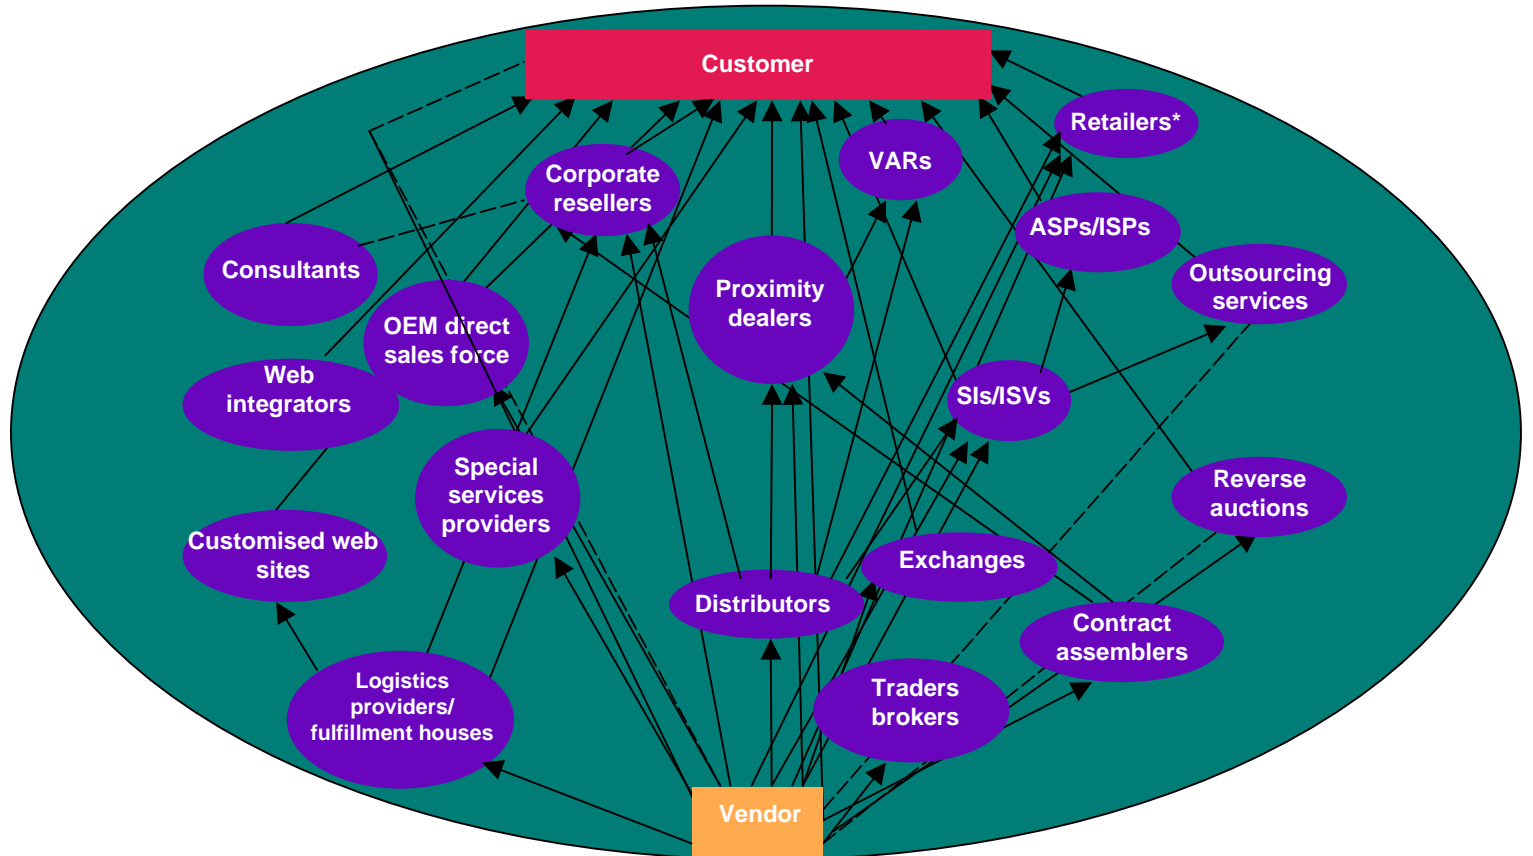 Customer
Retailers*
VARs
Corporate
resellers
ASPs/ISPs
Consultants
Outsourcing
services
Proximity
dealers
OEM direct
sales force
Web
integrators
SIs/ISVs
Special
services
providers
Reverse
auctions
Customised web
sites
Exchanges
Distributors
Contract
assemblers
Logistics
providers/
fulfillment houses
Traders
brokers
Vendor